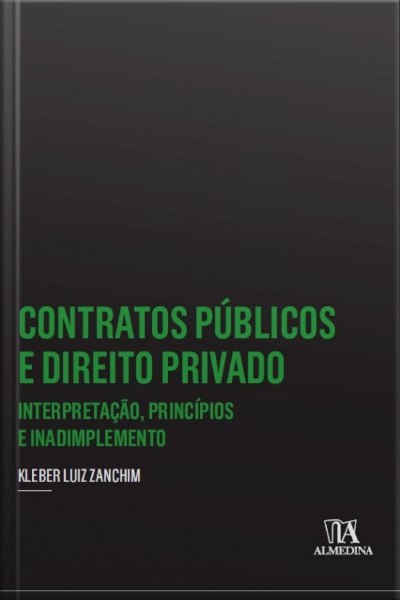 CONTRATOS PÚBLICOS
E DIREITO PRIVADO
INTERPRETAÇÃO, PRINCÍPIOS
E INADIMPLEMENTO
KLEBER LUIZ ZANCHIM
ALMEDINA